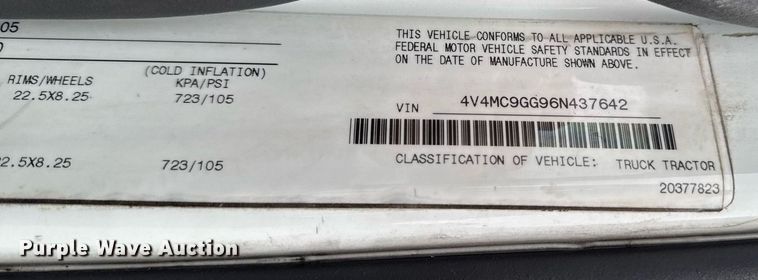 05
0
RIMS/WHEELS
(COLD INFLATION)
KPA/PSI
22.5X8.25 723/105
2.5X8.25 723/105
THIS VEHICLE CONFORMS TO ALL APPLICABLE U.S.A.
FEDERAL MOTOR VEHICLE SAFETY STANDARDS IN EFFECT
ON THE DATE OF MANUFACTURE SHOWN ABOVE.
VIN 4V4MC9GG96N437642
CLASSIFICATION OF VEHICLE: TRUCK TRACTOR
20377823
Purple Wave Auction